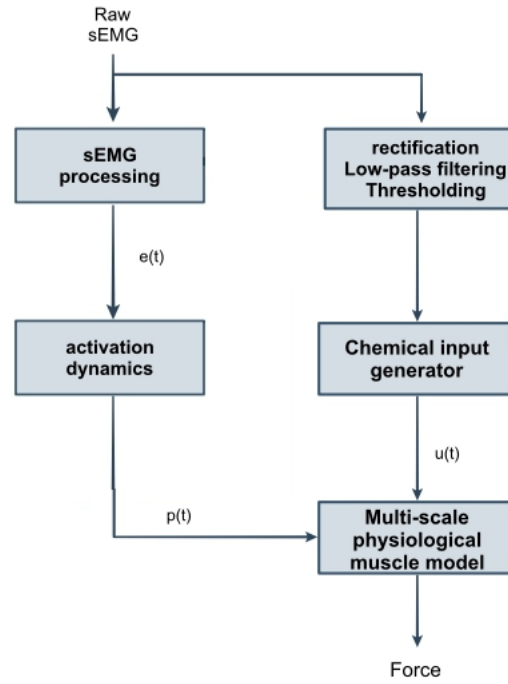 Raw
sEMG
sEMG
processing
rectification
Low-pass filtering
Thresholding
e(t)
activation
dynamics
Chemical input
generator
u(t)
p(t)
Multi-scale
physiological
muscle model
Force